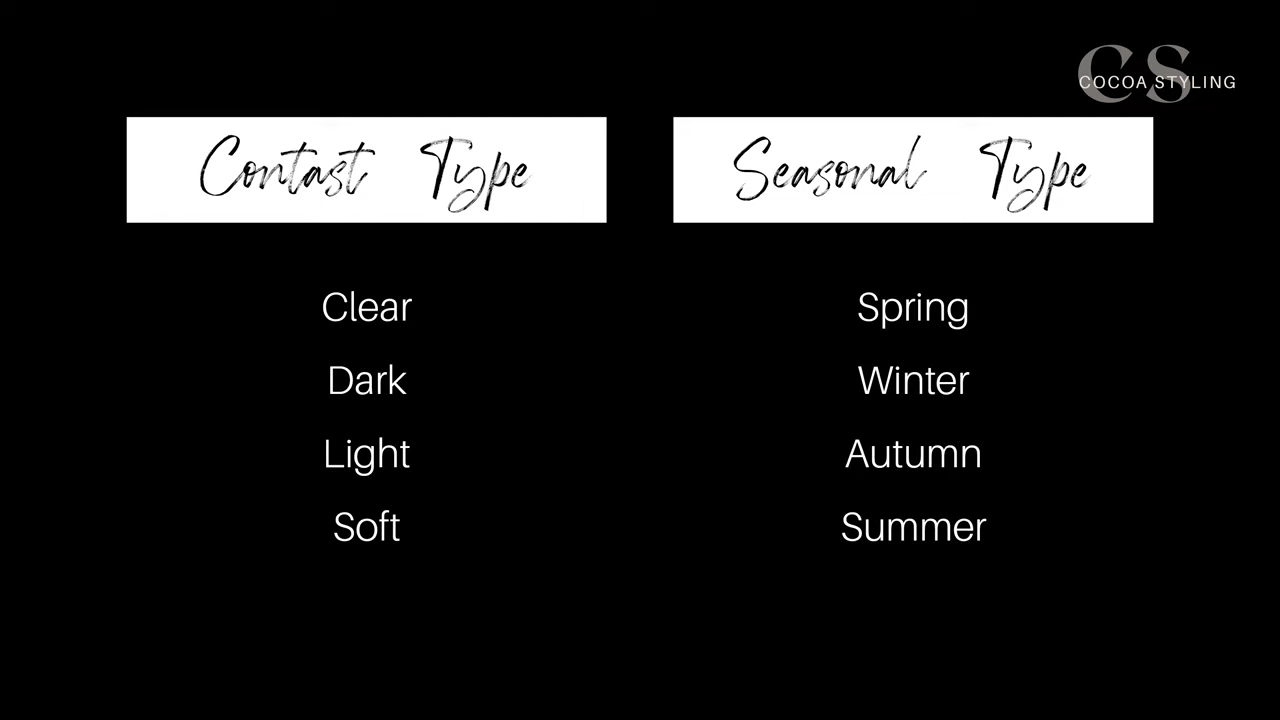 CS
COCOA STYLING
Contast Type
Seasonal Type
Clear
Spring
Dark
Winter
Light
Autumn
Soft
Summer